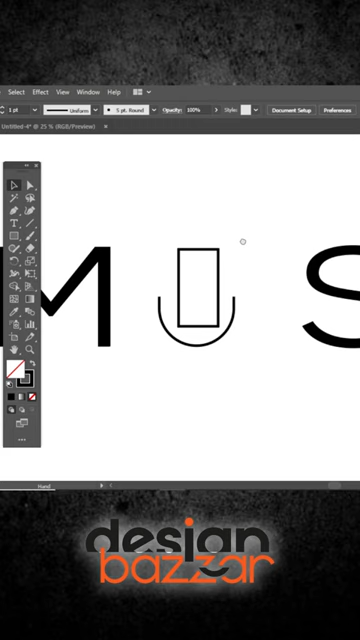 Select Effect View Window Help
1 pt Uniform 5 pt. Round Opacity: 100% Style: Document Setup Preferences
Untitled-4* @ 25 % (RGB/Preview) ×
T
M U S
Hand
design
bazzar